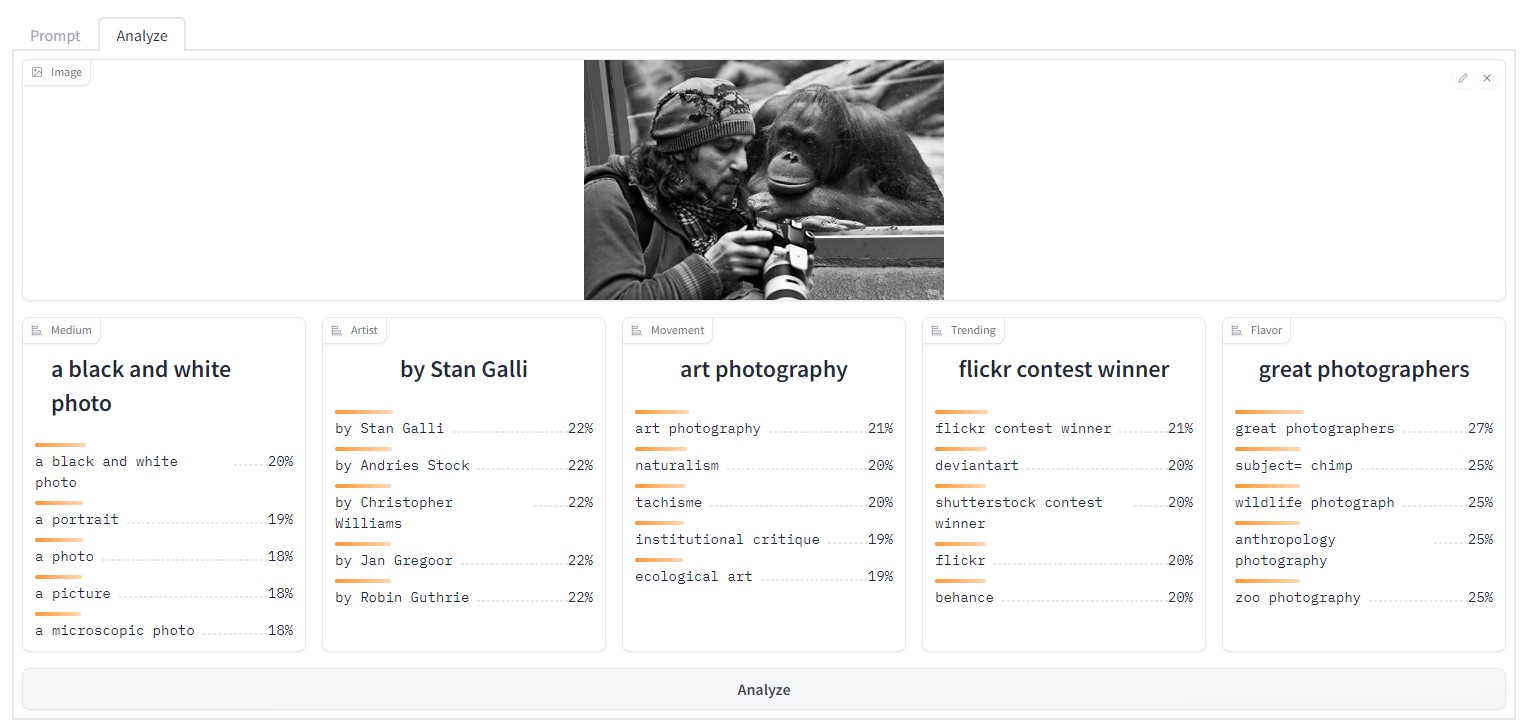 Prompt
Analyze
Image
Medium
a black and white
photo
a black and white
photo
20%
a portrait 19%
a photo 18%
a picture 18%
a microscopic photo 18%
Artist
by Stan Galli
by Stan Galli 22%
by Andries Stock 22%
by Christopher
Williams
22%
by Jan Gregoor 22%
by Robin Guthrie 22%
Movement
art photography
art photography 21%
naturalism 20%
tachisme 20%
institutional critique 19%
ecological art 19%
Trending
flickr contest winner
flickr contest winner 21%
deviantart 20%
shutterstock contest
winner
20%
flickr 20%
behance 20%
Flavor
great photographers
great photographers 27%
subject= chimp 25%
wildlife photograph 25%
anthropology
photography
25%
zoo photography 25%
Analyze